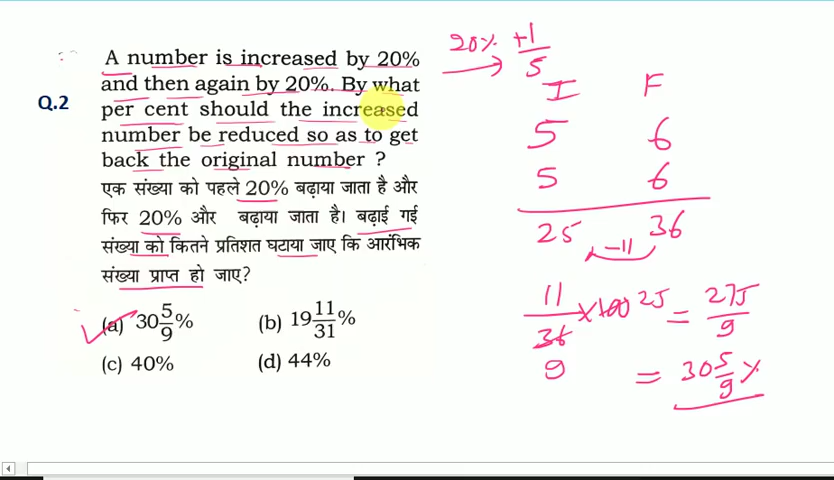 Q.2
A number is increased by 20%
and then again by 20%. By what
per cent should the increased
number be reduced so as to get
back the original number ?
एक संख्या को पहले 20% बढ़ाया जाता है और
फिर 20% और बढ़ाया जाता है। बढ़ाई गई
संख्या को कितने प्रतिशत घटाया जाए कि आरंभिक
संख्या प्राप्त हो जाए?
(a) 30 5/9 % (b) 19 11/31 %
(c) 40% (d) 44%
20% +1/5
I F
5 6
5 6
25 -11 36
11/36 × 100 25 = 275/9
9 = 30 5/9 %